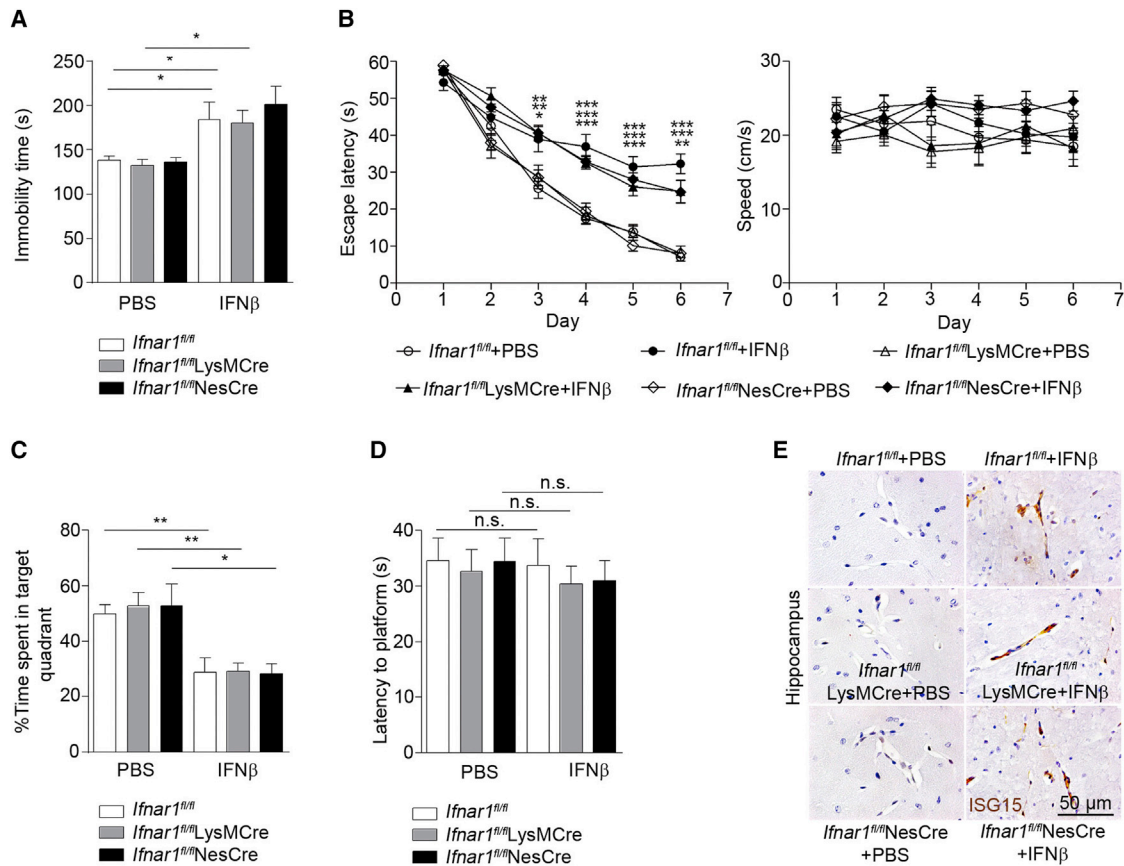 A
*
*
*
Immobility time (s)
250
200
150
100
50
0
PBS
IFNβ
Ifnar1fl/fl
Ifnar1fl/flLysMCre
Ifnar1fl/flNesCre
B
Escape latency (s)
60
50
40
30
20
10
0
** *** *** ***
** *** *** ***
* *** *** **
0 1 2 3 4 5 6 7
Day
Speed (cm/s)
30
20
10
0
0 1 2 3 4 5 6 7
Day
Ifnar1fl/fl+PBS
Ifnar1fl/fl+IFNβ
Ifnar1fl/flLysMCre+PBS
Ifnar1fl/flLysMCre+IFNβ
Ifnar1fl/flNesCre+PBS
Ifnar1fl/flNesCre+IFNβ
C
**
**
*
%Time spent in target
quadrant
80
60
40
20
0
PBS
IFNβ
Ifnar1fl/fl
Ifnar1fl/flLysMCre
Ifnar1fl/flNesCre
D
n.s.
n.s.
n.s.
Latency to platform (s)
40
30
20
10
0
PBS
IFNβ
Ifnar1fl/fl
Ifnar1fl/flLysMCre
Ifnar1fl/flNesCre
E
Ifnar1fl/fl+PBS
Ifnar1fl/fl+IFNβ
Hippocampus
Ifnar1fl/fl
LysMCre+PBS
Ifnar1fl/fl
LysMCre+IFNβ
ISG15
50 µm
Ifnar1fl/flNesCre
+PBS
Ifnar1fl/flNesCre
+IFNβ